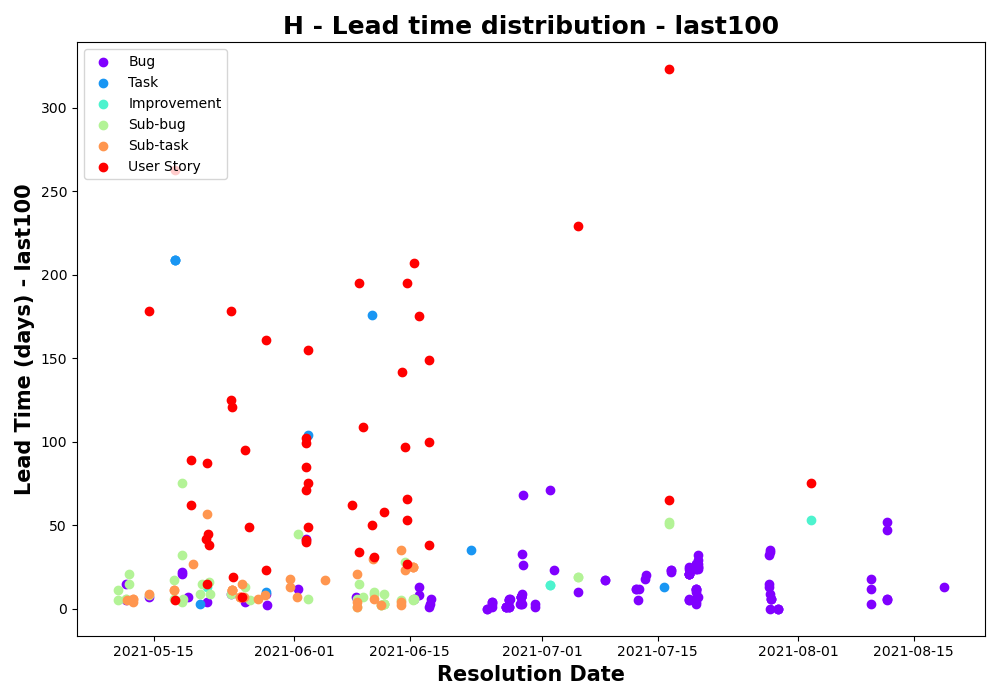 H - Lead time distribution - last100
Bug
Task
Improvement
Sub-bug
Sub-task
User Story
Lead Time (days) - last100
300
250
200
150
100
50
0
2021-05-15
2021-06-01
2021-06-15
2021-07-01
2021-07-15
2021-08-01
2021-08-15
Resolution Date